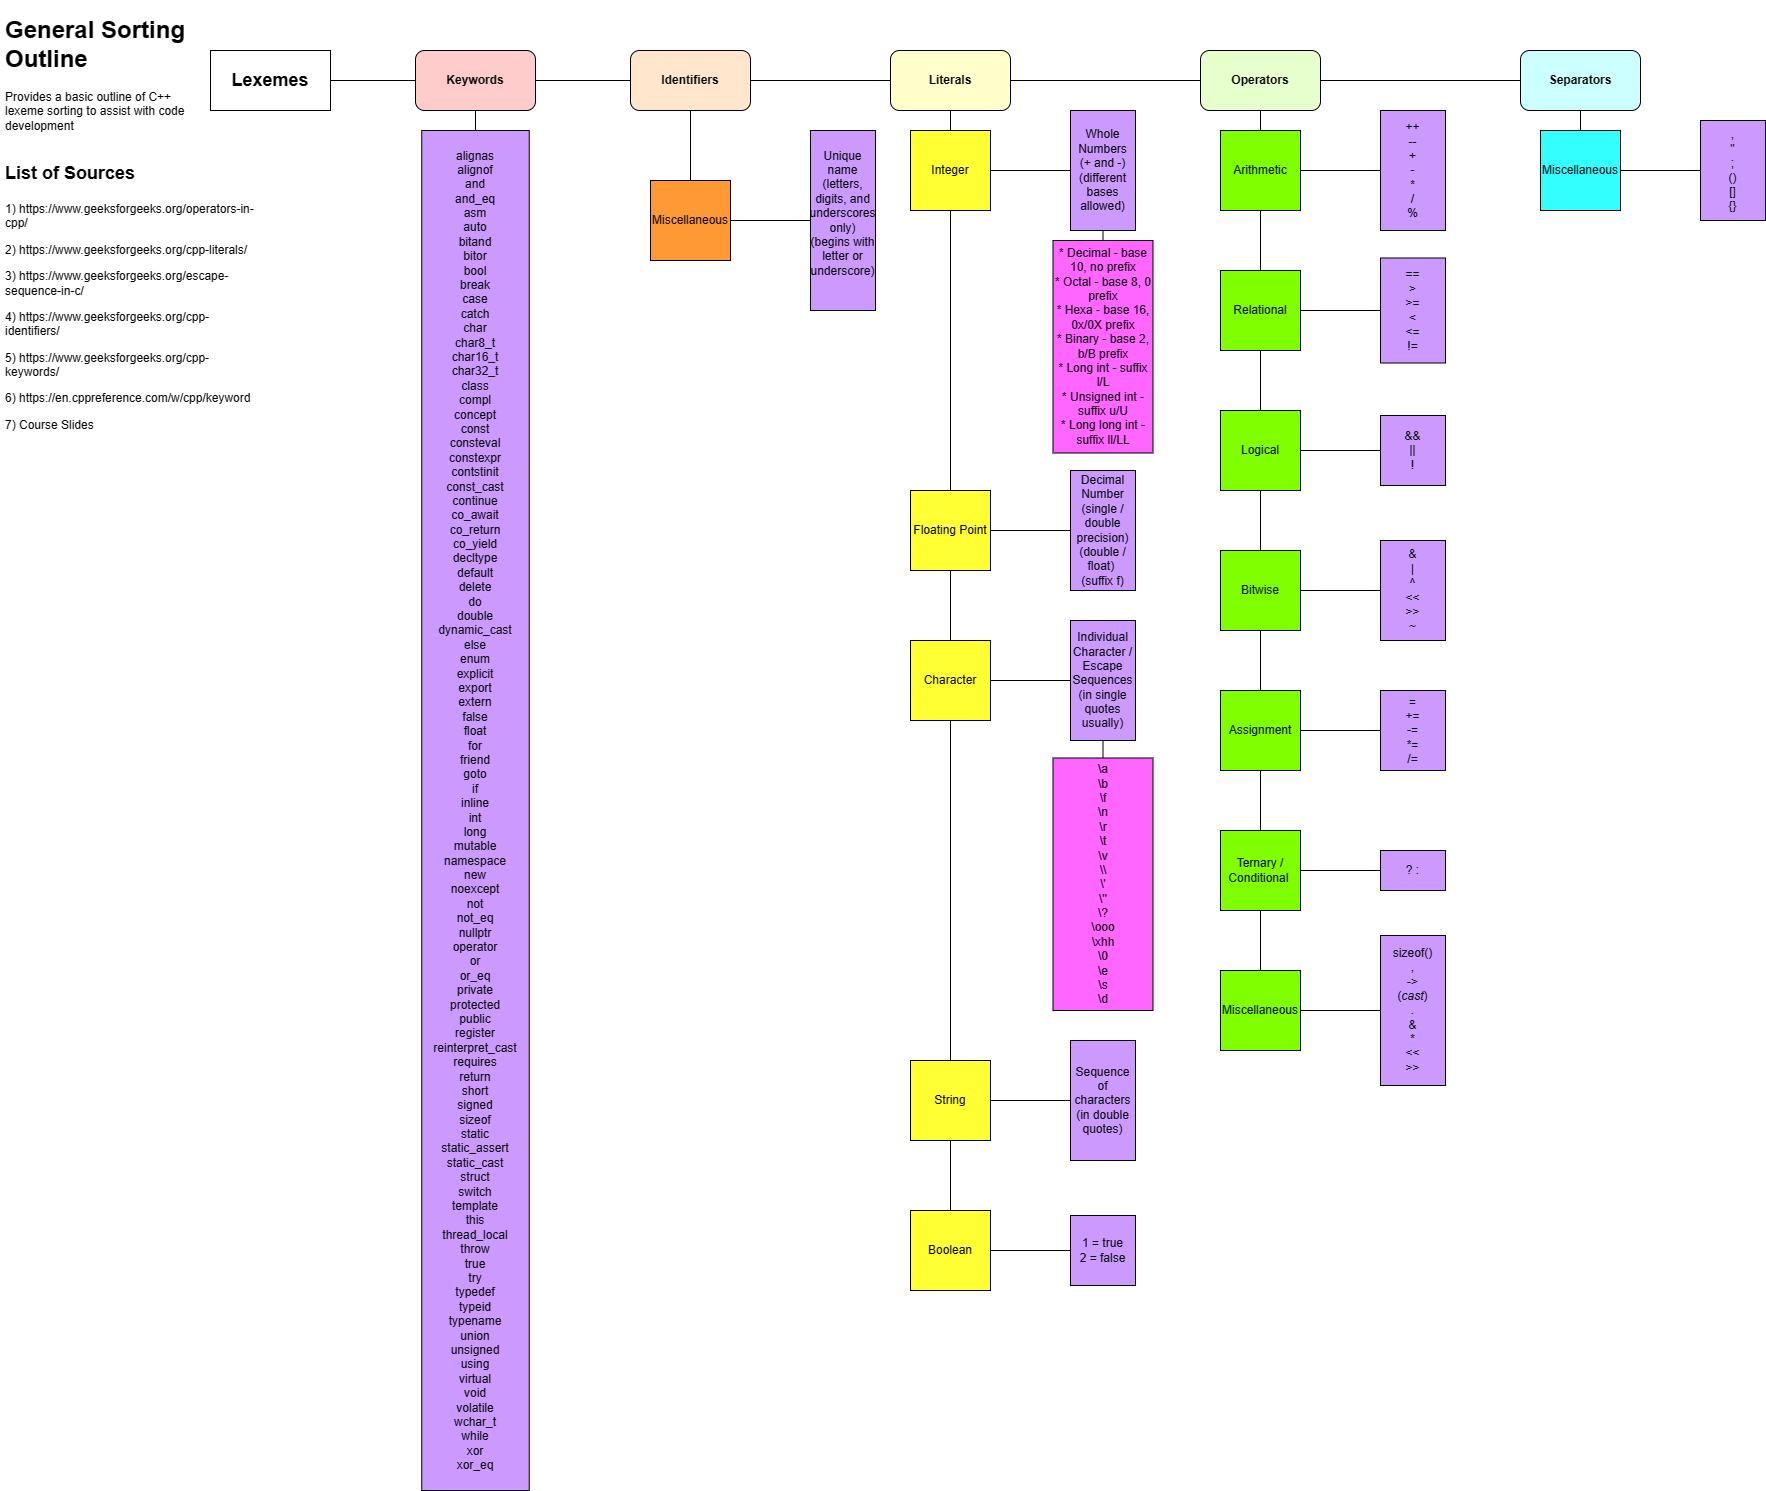 General Sorting
Outline
Provides a basic outline of C++
lexeme sorting to assist with code
development
List of Sources
1) https://www.geeksforgeeks.org/operators-in-
cpp/
2) https://www.geeksforgeeks.org/cpp-literals/
3) https://www.geeksforgeeks.org/escape-
sequence-in-c/
4) https://www.geeksforgeeks.org/cpp-
identifiers/
5) https://www.geeksforgeeks.org/cpp-
keywords/
6) https://en.cppreference.com/w/cpp/keyword
7) Course Slides
Lexemes
Keywords
alignas
alignof
and
and_eq
asm
auto
bitand
bitor
bool
break
case
catch
char
char8_t
char16_t
char32_t
class
compl
concept
const
consteval
constexpr
contstinit
const_cast
continue
co_await
co_return
co_yield
decltype
default
delete
do
double
dynamic_cast
else
enum
explicit
export
extern
false
float
for
friend
goto
if
inline
int
long
mutable
namespace
new
noexcept
not
not_eq
nullptr
operator
or
or_eq
private
protected
public
register
reinterpret_cast
requires
return
short
signed
sizeof
static
static_assert
static_cast
struct
switch
template
this
thread_local
throw
true
try
typedef
typeid
typename
union
unsigned
using
virtual
void
volatile
wchar_t
while
xor
xor_eq
Identifiers
Miscellaneous
Unique
name
(letters,
digits, and
underscores
only)
(begins with
letter or
underscore)
Literals
Integer
Whole
Numbers
(+ and -)
(different
bases
allowed)
* Decimal - base
10, no prefix
* Octal - base 8, 0
prefix
* Hexa - base 16,
0x/0X prefix
* Binary - base 2,
b/B prefix
* Long int - suffix
l/L
* Unsigned int -
suffix u/U
* Long long int -
suffix ll/LL
Floating Point
Decimal
Number
(single /
double
precision)
(double /
float)
(suffix f)
Character
Individual
Character /
Escape
Sequences
(in single
quotes
usually)
\a
\b
\f
\n
\r
\t
\v
\\
\'
\"
\?
\ooo
\xhh
\0
\e
\s
\d
String
Sequence
of
characters
(in double
quotes)
Boolean
1 = true
2 = false
Operators
Arithmetic
++
--
+
-
*
/
%
Relational
==
>
>=
<
<=
!=
Logical
&&
||
!
Bitwise
&
|
^
<<
>>
~
Assignment
=
+=
-=
*=
/=
Ternary /
Conditional
? :
Miscellaneous
sizeof()
,
->
(cast)
.
&
*
<<
>>
Separators
Miscellaneous
,
"
;
()
[]
{}